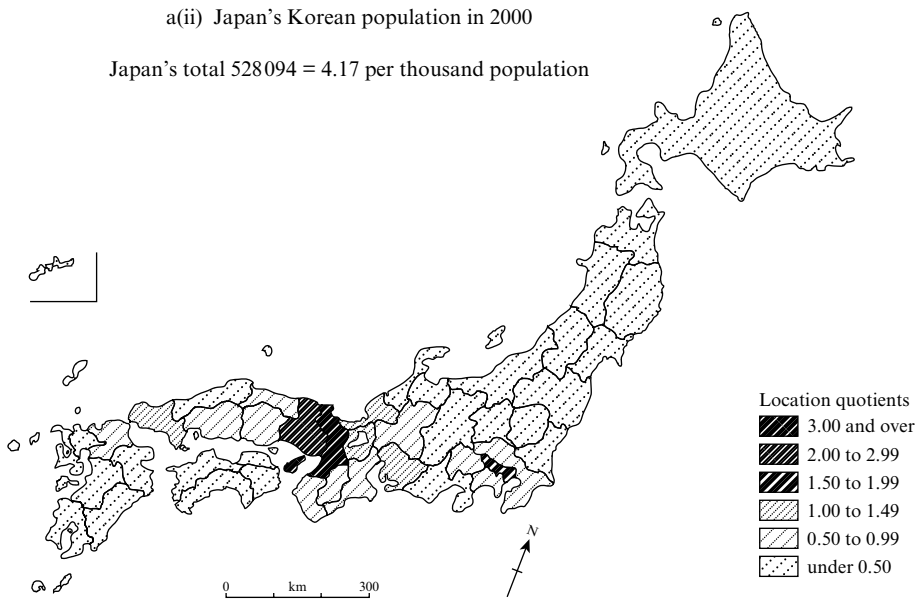 a(ii) Japan's Korean population in 2000
Japan's total 528094 = 4.17 per thousand population
Location quotients
3.00 and over
2.00 to 2.99
1.50 to 1.99
1.00 to 1.49
0.50 to 0.99
under 0.50
N
0 km 300